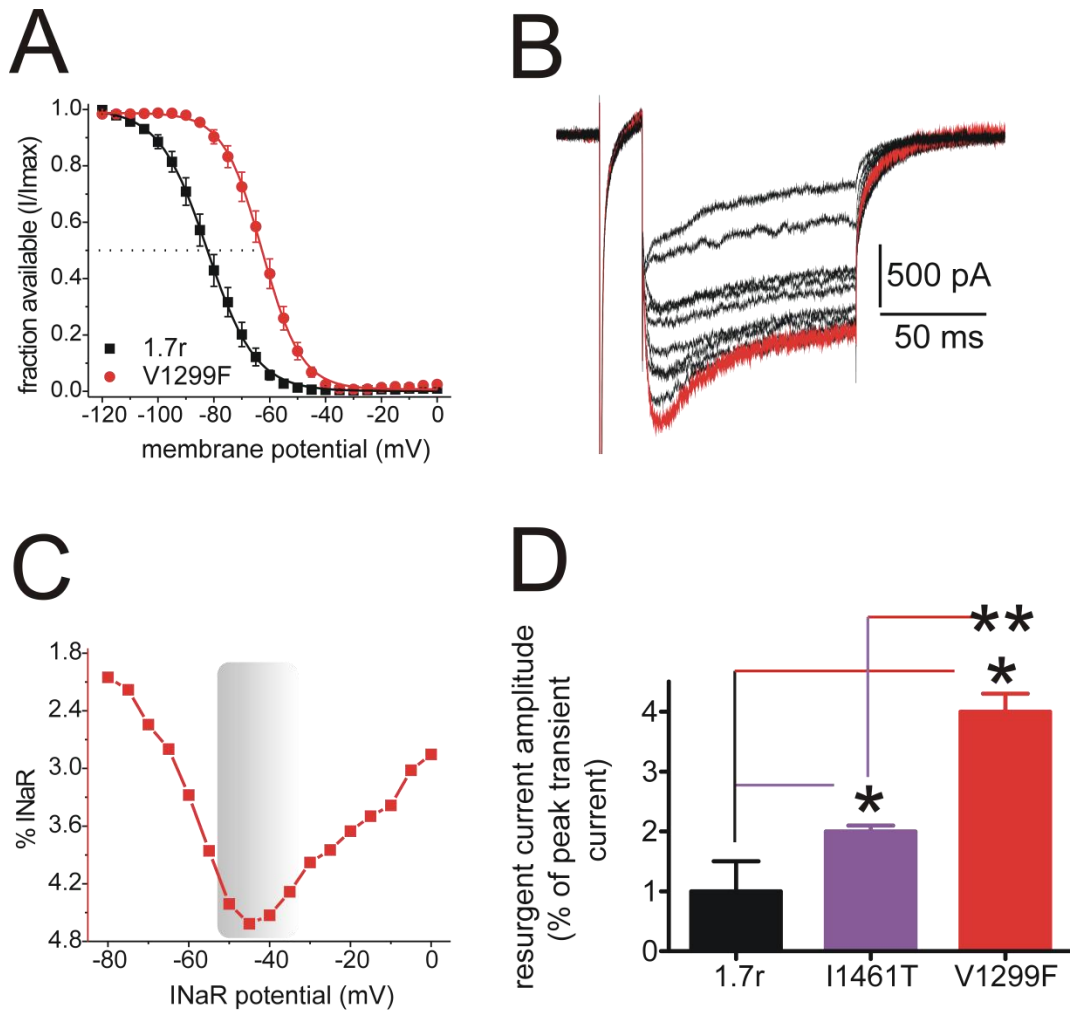 A
fraction available (I/Imax)
1.0
0.8
0.6
0.4
0.2
0.0
1.7r
V1299F
-120 -100 -80 -60 -40 -20 0
membrane potential (mV)
B
500 pA
50 ms
C
% INaR
1.8
2.4
3.0
3.6
4.2
4.8
-80 -60 -40 -20 0
INaR potential (mV)
D
resurgent current amplitude
(% of peak transient
current)
**
*
*
4
3
2
1
0
1.7r I1461T V1299F